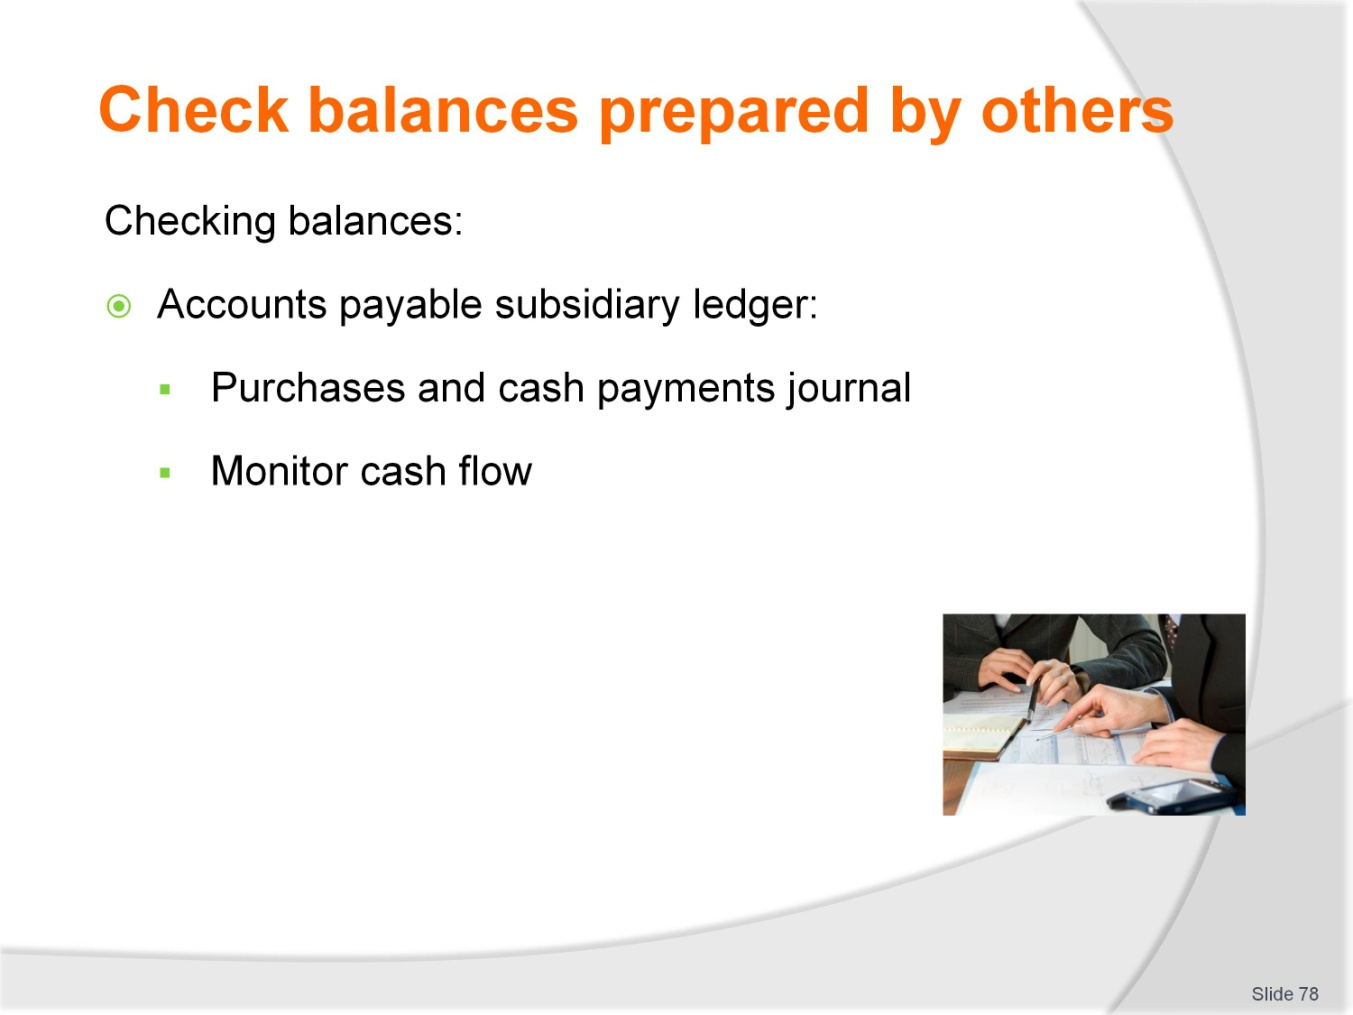 Check balances prepared by others
Checking balances:
Accounts payable subsidiary ledger:
Purchases and cash payments journal
Monitor cash flow
Slide 78